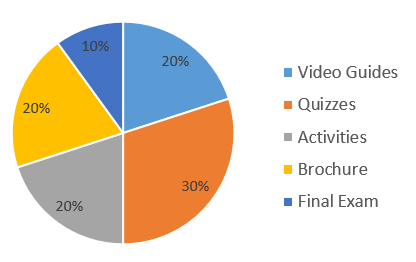 10%
20%
20%
30%
20%
Video Guides
Quizzes
Activities
Brochure
Final Exam